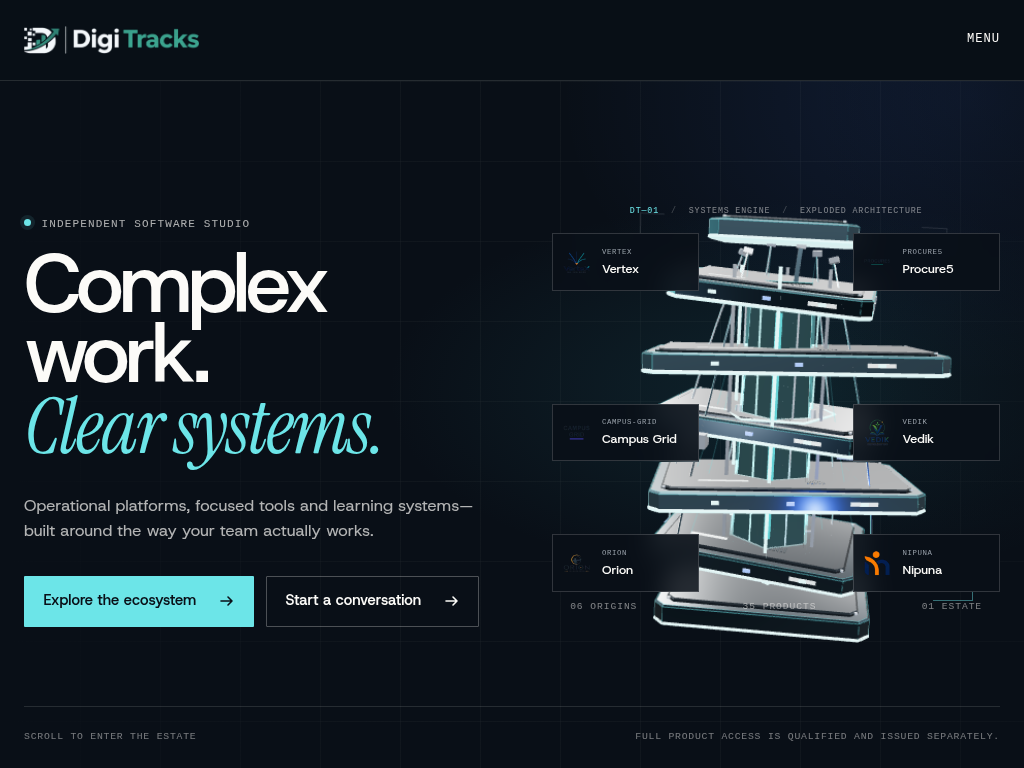 Digi Tracks
MENU
INDEPENDENT SOFTWARE STUDIO
Complex
work.
Clear systems.
Operational platforms, focused tools and learning systems—
built around the way your team actually works.
Explore the ecosystem →
Start a conversation →
DT—01 / SYSTEMS ENGINE / EXPLODED ARCHITECTURE
VERTEX
Vertex
PROCURE5
Procure5
CAMPUS-GRID
Campus Grid
VEDIK
Vedik
ORION
Orion
NIPUNA
Nipuna
06 ORIGINS
35 PRODUCTS
01 ESTATE
SCROLL TO ENTER THE ESTATE
FULL PRODUCT ACCESS IS QUALIFIED AND ISSUED SEPARATELY.